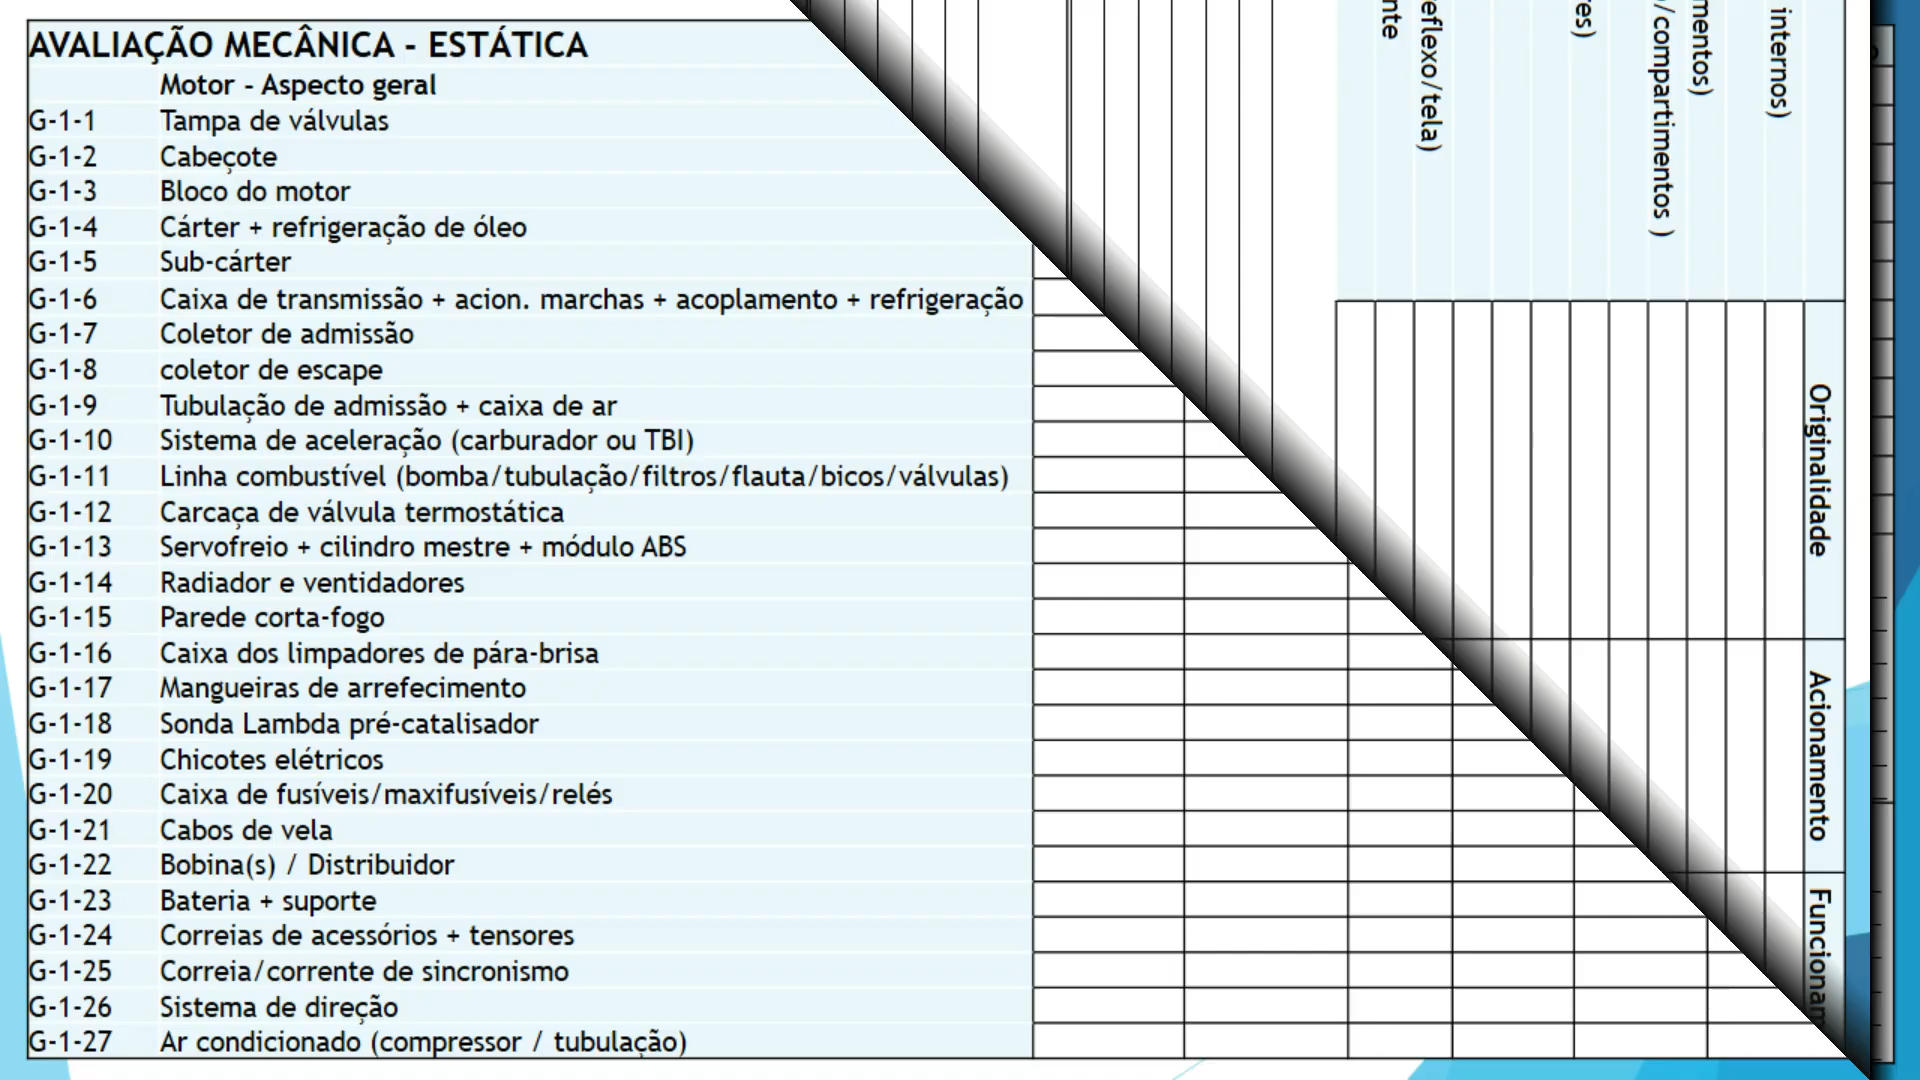 AVALIAÇÃO MECÂNICA - ESTÁTICA
Motor - Aspecto geral
G-1-1 Tampa de válvulas
G-1-2 Cabeçote
G-1-3 Bloco do motor
G-1-4 Cárter + refrigeração de óleo
G-1-5 Sub-cárter
G-1-6 Caixa de transmissão + acion. marchas + acoplamento + refrigeração
G-1-7 Coletor de admissão
G-1-8 coletor de escape
G-1-9 Tubulação de admissão + caixa de ar
G-1-10 Sistema de aceleração (carburador ou TBI)
G-1-11 Linha combustível (bomba/tubulação/filtros/flauta/bicos/válvulas)
G-1-12 Carcaça de válvula termostática
G-1-13 Servofreio + cilindro mestre + módulo ABS
G-1-14 Radiador e ventidadores
G-1-15 Parede corta-fogo
G-1-16 Caixa dos limpadores de pára-brisa
G-1-17 Mangueiras de arrefecimento
G-1-18 Sonda Lambda pré-catalisador
G-1-19 Chicotes elétricos
G-1-20 Caixa de fusíveis/maxifusíveis/relés
G-1-21 Cabos de vela
G-1-22 Bobina(s) / Distribuidor
G-1-23 Bateria + suporte
G-1-24 Correias de acessórios + tensores
G-1-25 Correia/corrente de sincronismo
G-1-26 Sistema de direção
G-1-27 Ar condicionado (compressor / tubulação)
internos)
mentos)
/compartimentos )
res)
eflexo/tela)
nte
Originalidade
Acionamento
Funcionam